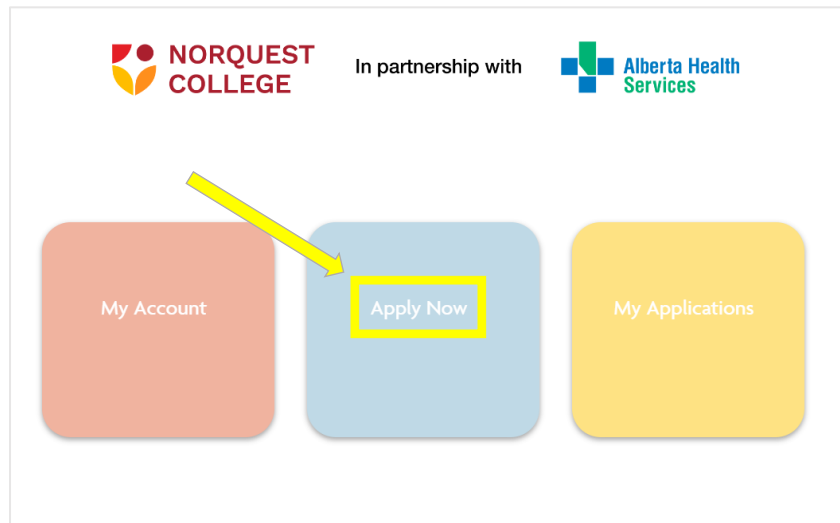 NORQUEST
COLLEGE
In partnership with
Alberta Health
Services
My Account
Apply Now
My Applications